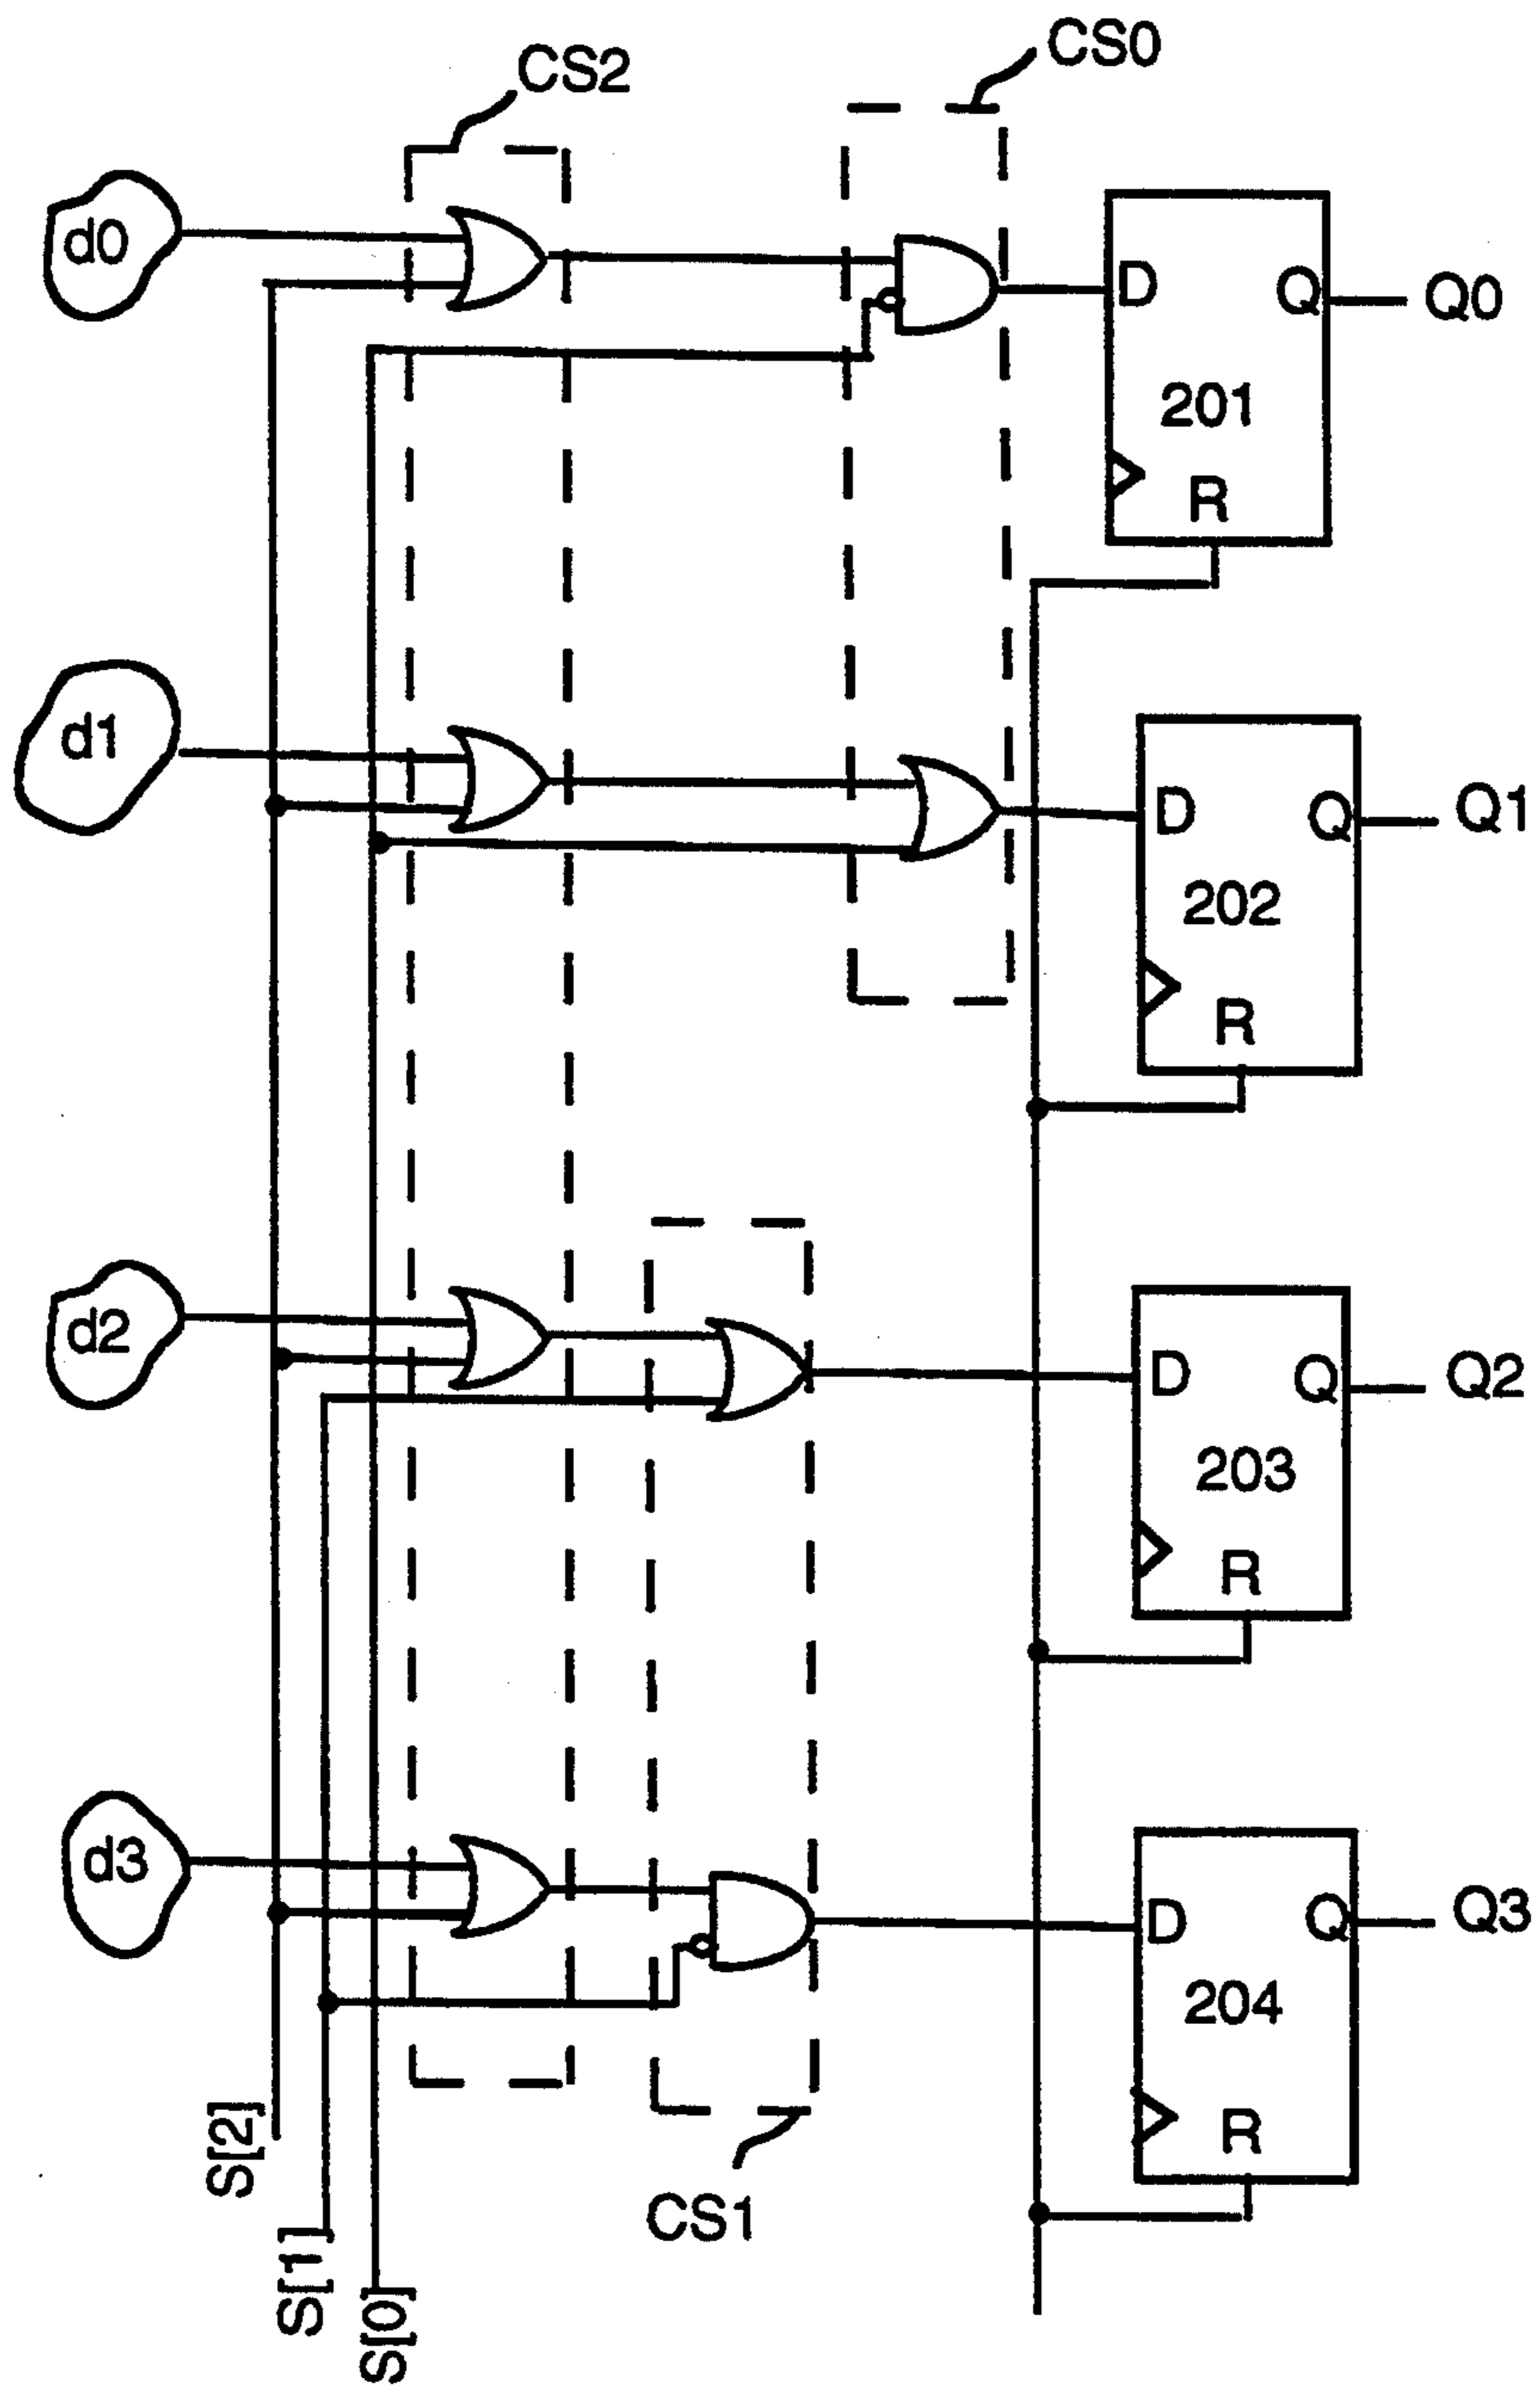 CS2
CS0
d0
D
Q
Q0
201
R
d1
D
Q
Q1
202
R
d2
D
Q
Q2
203
R
d3
D
Q
Q3
204
R
S[2]
CS1
S[1]
S[0]